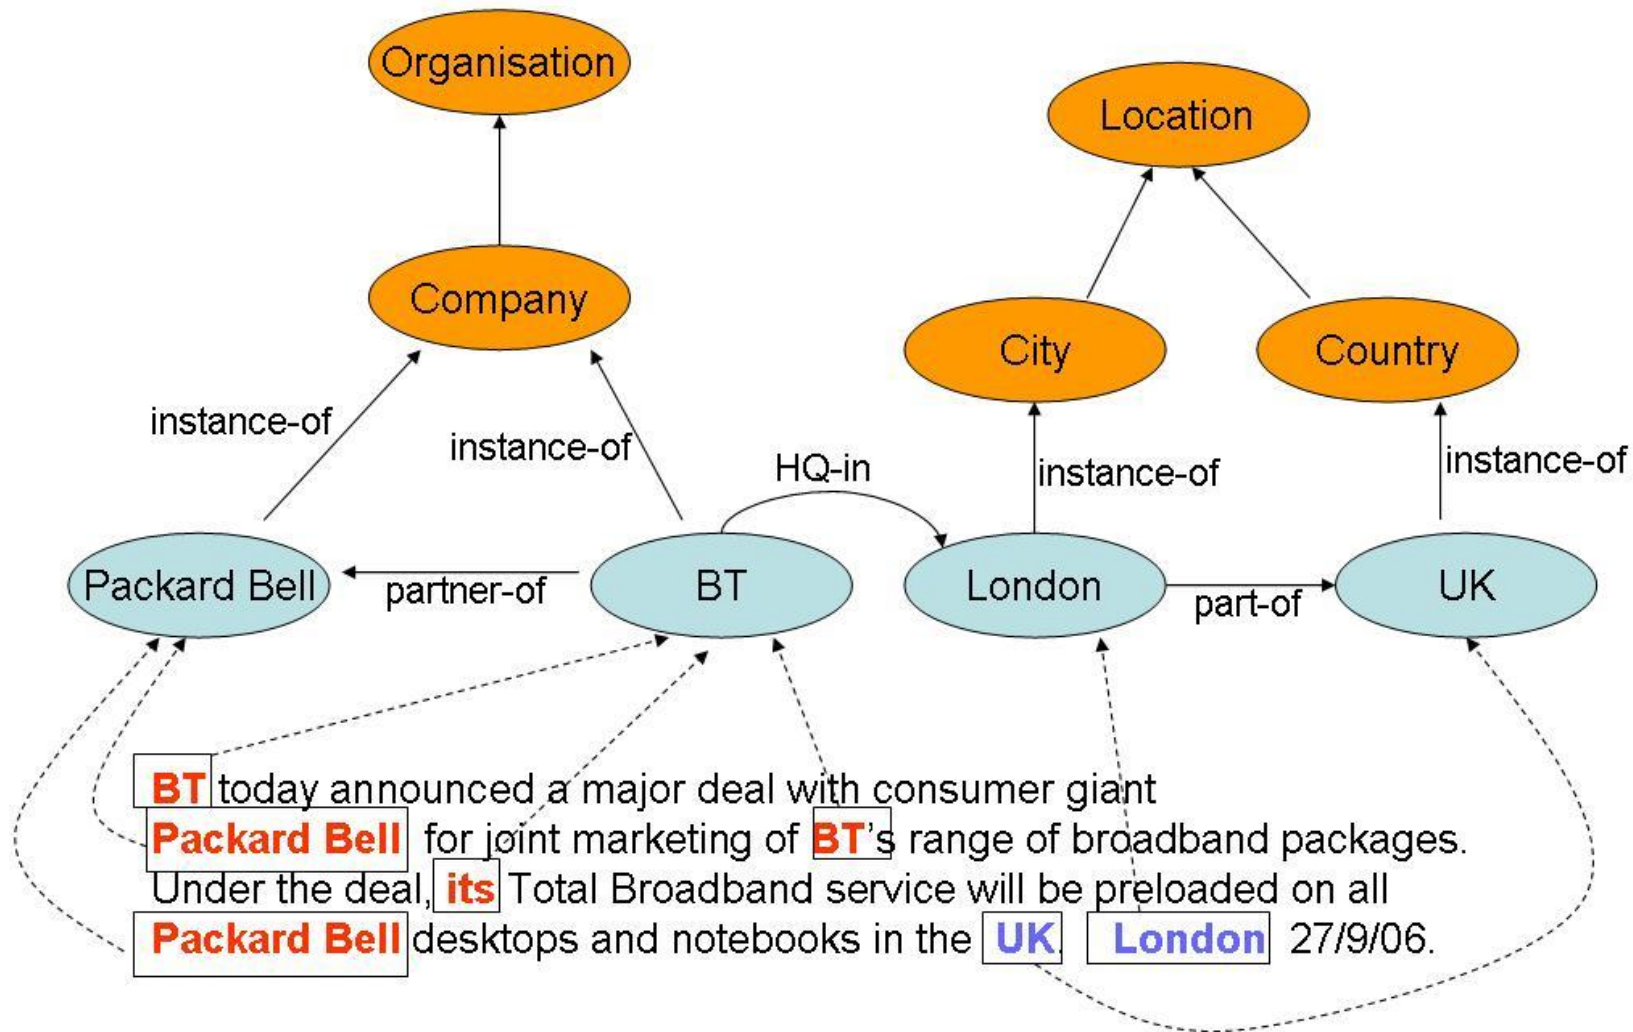 Organisation
Location
Company
City
Country
instance-of
instance-of
HQ-in
instance-of
instance-of
Packard Bell
partner-of
BT
London
part-of
UK
BT today announced a major deal with consumer giant
Packard Bell for joint marketing of BT's range of broadband packages.
Under the deal, its Total Broadband service will be preloaded on all
Packard Bell desktops and notebooks in the UK. London 27/9/06.